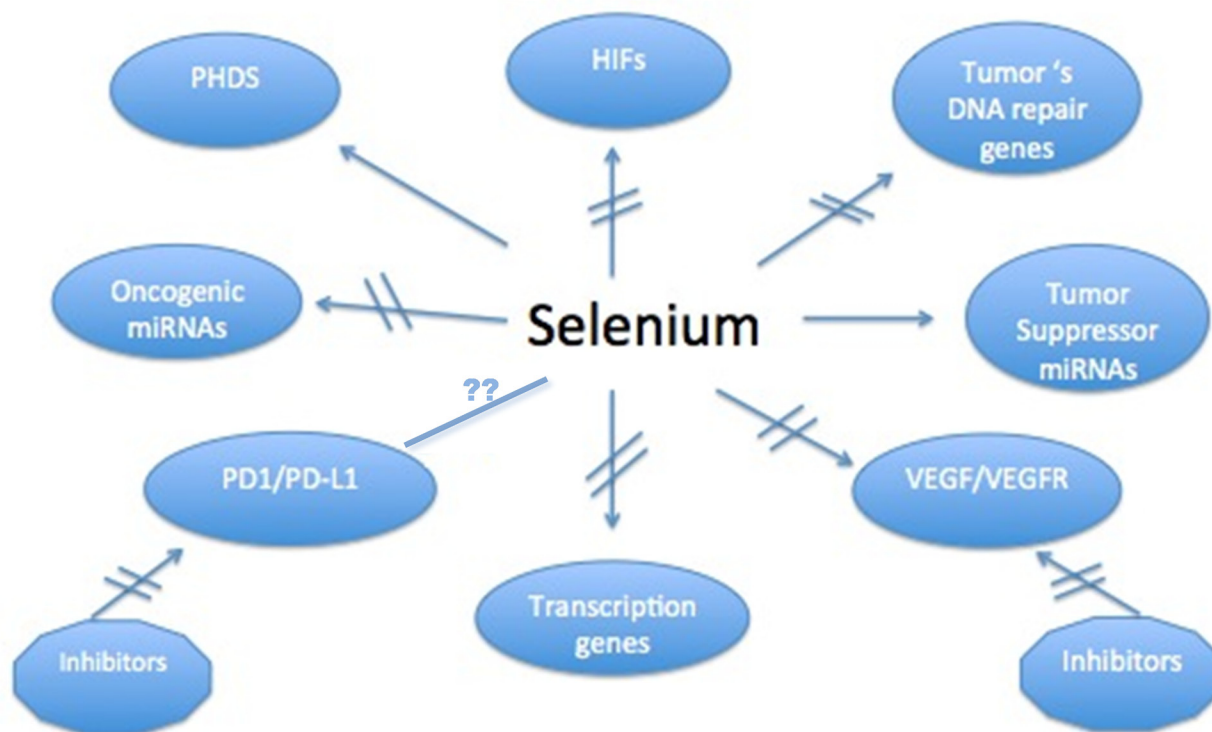 PHDS
HIFs
Tumor ‘s
DNA repair
genes
Oncogenic
miRNAs
Selenium
Tumor
Suppressor
miRNAs
??
PD1/PD-L1
VEGF/VEGFR
Transcription
genes
Inhibitors
Inhibitors